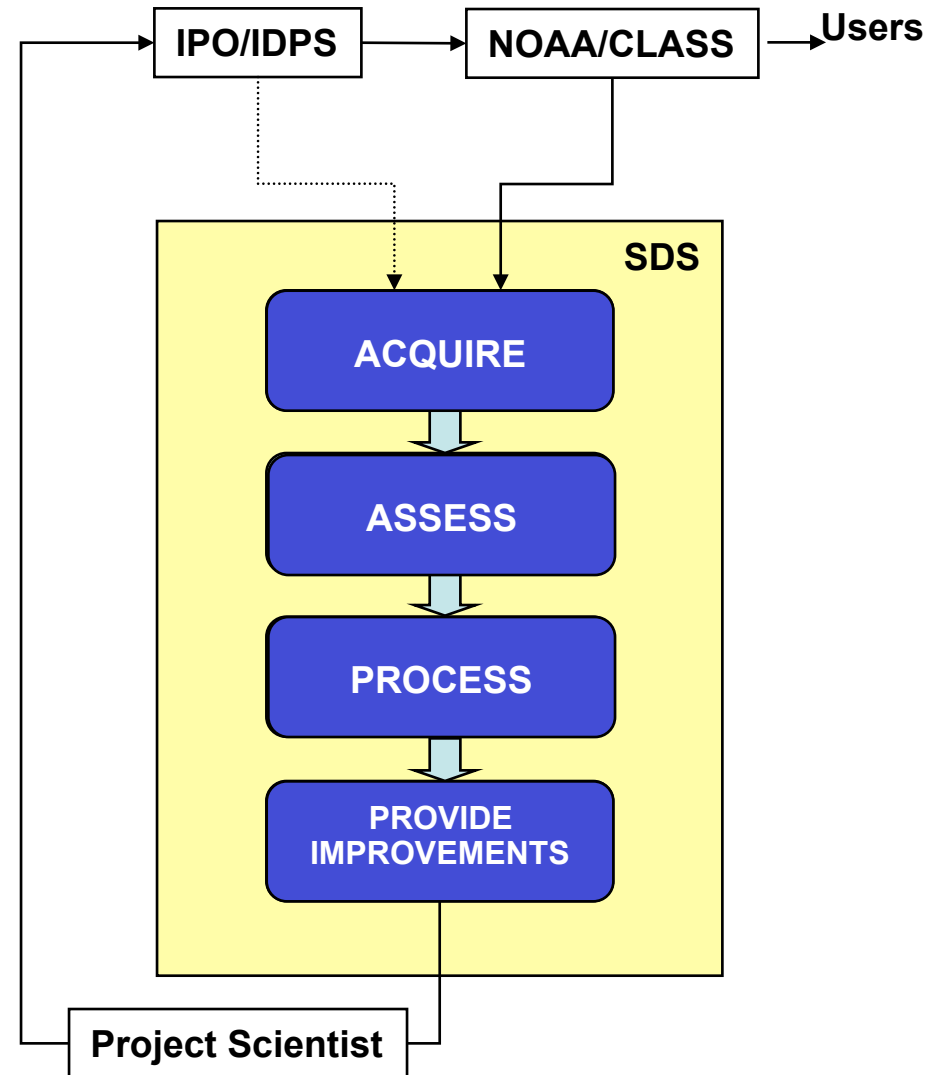 IPO/IDPS
NOAA/CLASS
Users
SDS
ACQUIRE
ASSESS
PROCESS
PROVIDE
IMPROVEMENTS
Project Scientist